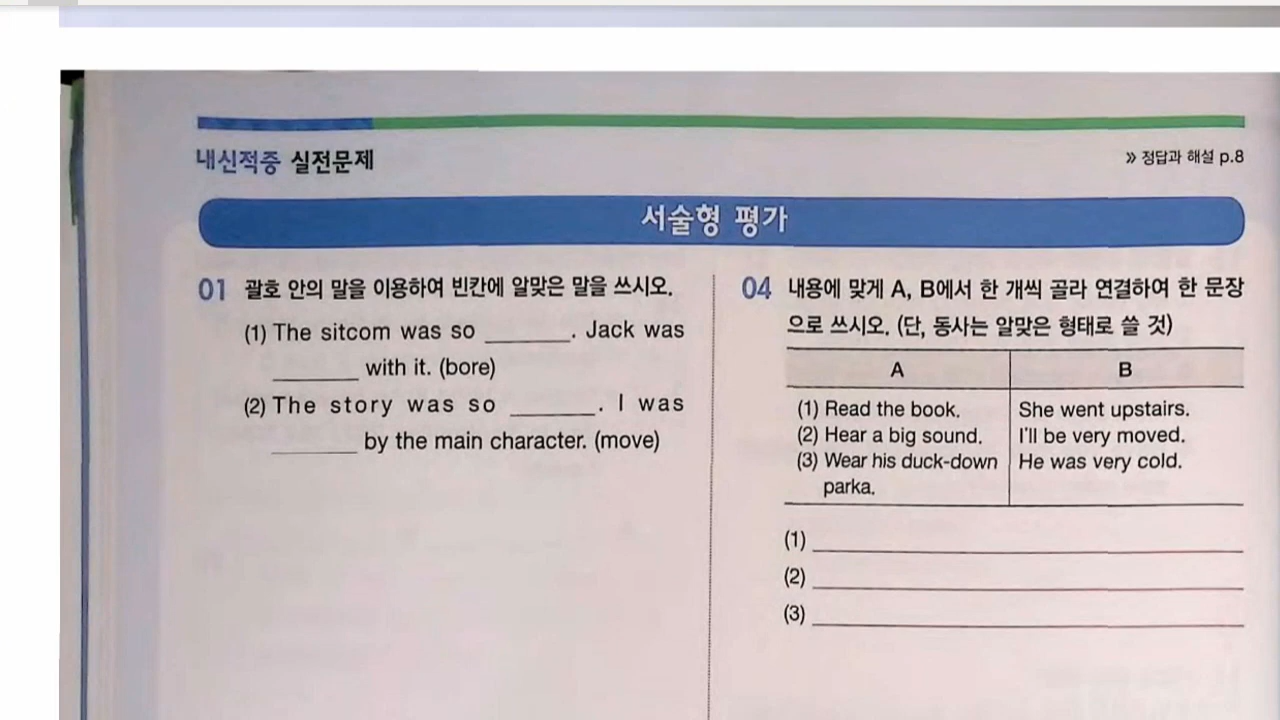 내신적중 실전문제
» 정답과 해설 p.8
서술형 평가
01 괄호 안의 말을 이용하여 빈칸에 알맞은 말을 쓰시오.
(1) The sitcom was so ________. Jack was
________ with it. (bore)
(2) The story was so ________. I was
________ by the main character. (move)
04 내용에 맞게 A, B에서 한 개씩 골라 연결하여 한 문장
으로 쓰시오. (단, 동사는 알맞은 형태로 쓸 것)
A B
(1) Read the book. She went upstairs.
(2) Hear a big sound. I'll be very moved.
(3) Wear his duck-down He was very cold.
parka.
(1)
(2)
(3)